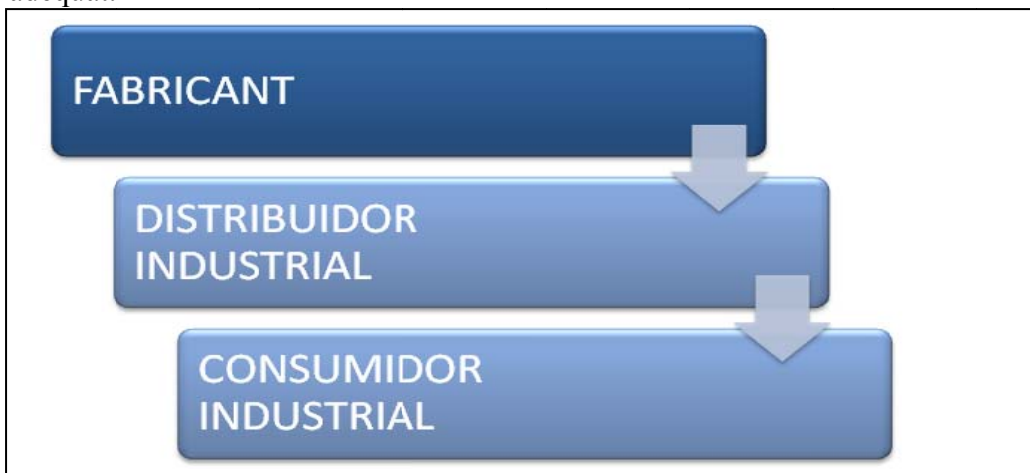 FABRICANT
DISTRIBUIDOR
INDUSTRIAL
CONSUMIDOR
INDUSTRIAL